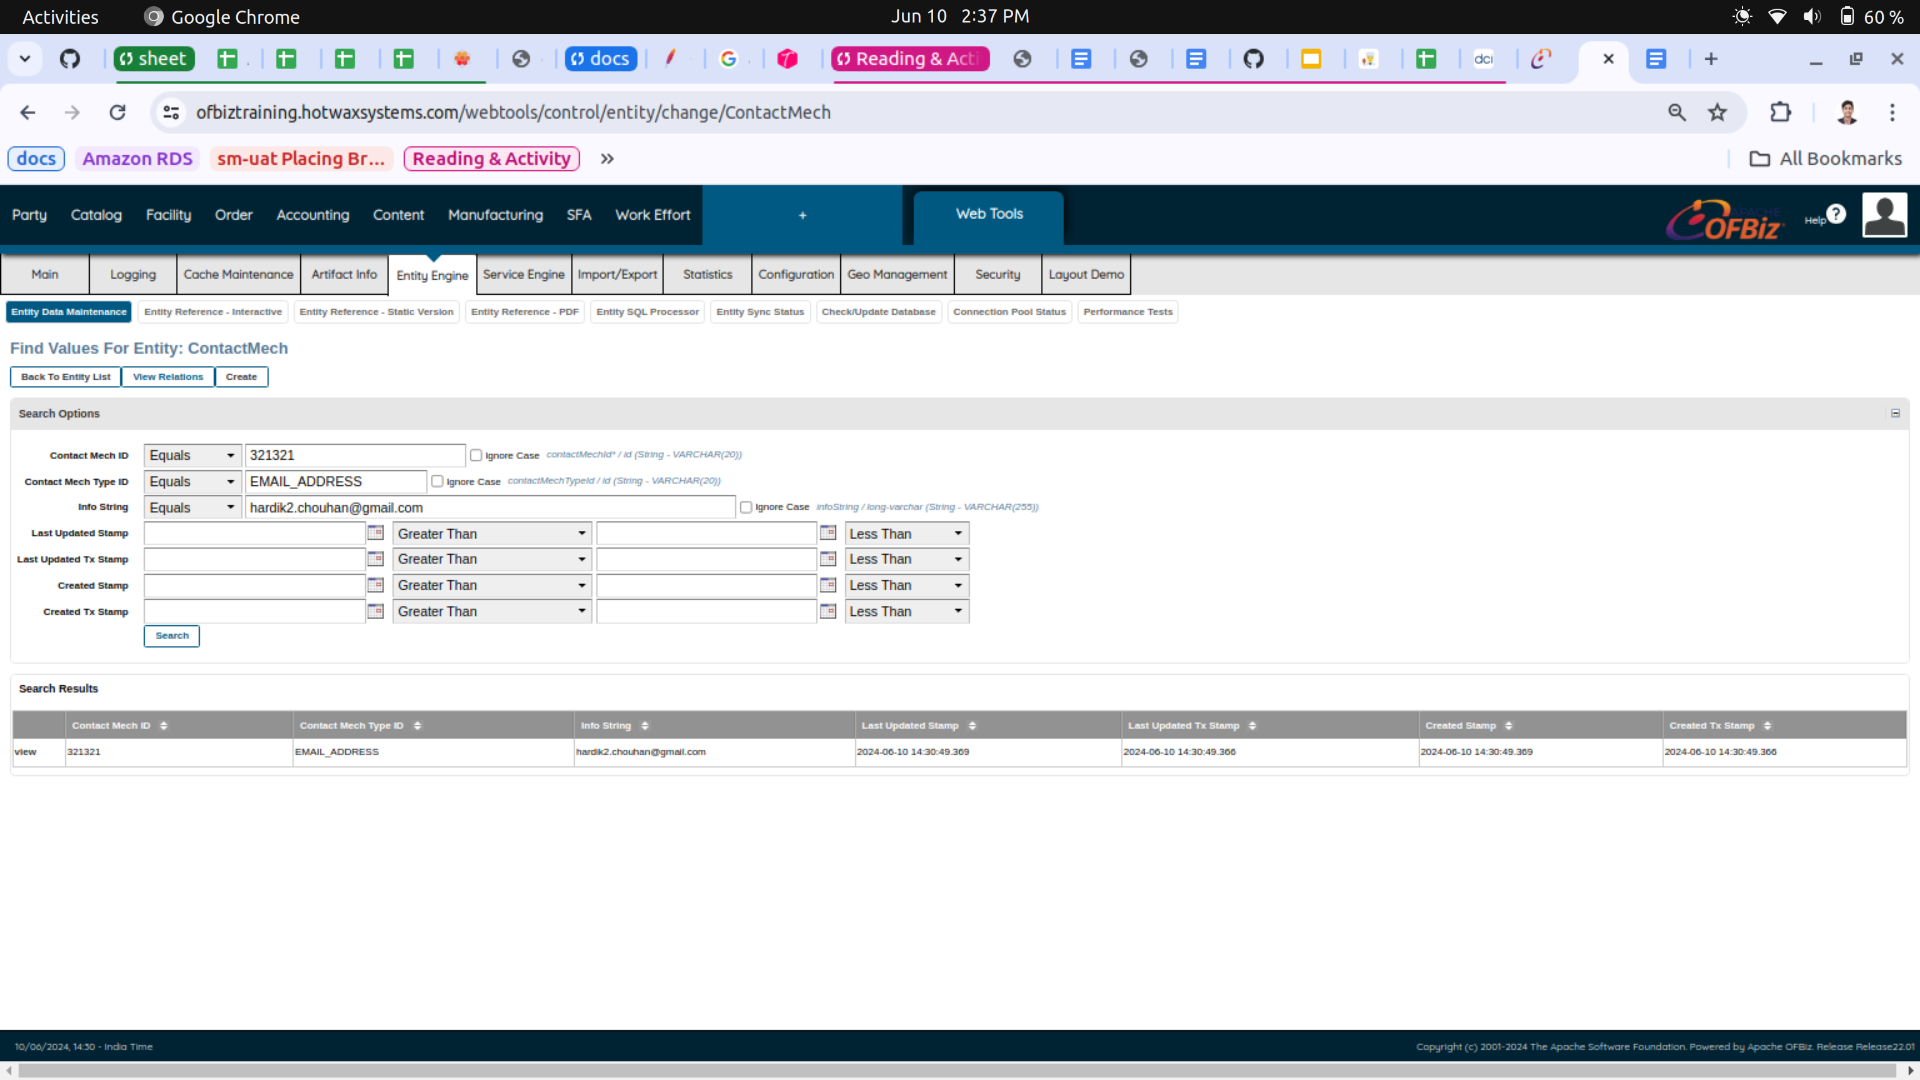 Activities Google Chrome Jun 10 2:37 PM 60 %
sheet docs Reading & Acti dci
ofbiztraining.hotwaxsystems.com/webtools/control/entity/change/ContactMech
docs Amazon RDS sm-uat Placing Br... Reading & Activity » All Bookmarks
Party Catalog Facility Order Accounting Content Manufacturing SFA Work Effort + Web Tools APACHE OFBiz Help ?
Main Logging Cache Maintenance Artifact Info Entity Engine Service Engine Import/Export Statistics Configuration Geo Management Security Layout Demo
Entity Data Maintenance Entity Reference - Interactive Entity Reference - Static Version Entity Reference - PDF Entity SQL Processor Entity Sync Status Check/Update Database Connection Pool Status Performance Tests
Find Values For Entity: ContactMech
Back To Entity List View Relations Create
Search Options
Contact Mech ID Equals 321321 Ignore Case contactMechId* / id (String - VARCHAR(20))
Contact Mech Type ID Equals EMAIL_ADDRESS Ignore Case contactMechTypeId / id (String - VARCHAR(20))
Info String Equals hardik2.chouhan@gmail.com Ignore Case infoString / long-varchar (String - VARCHAR(255))
Last Updated Stamp Greater Than Less Than
Last Updated Tx Stamp Greater Than Less Than
Created Stamp Greater Than Less Than
Created Tx Stamp Greater Than Less Than
Search
Search Results
Contact Mech ID Contact Mech Type ID Info String Last Updated Stamp Last Updated Tx Stamp Created Stamp Created Tx Stamp
view 321321 EMAIL_ADDRESS hardik2.chouhan@gmail.com 2024-06-10 14:30:49.369 2024-06-10 14:30:49.366 2024-06-10 14:30:49.369 2024-06-10 14:30:49.366
10/06/2024, 14:30 - India Time Copyright (c) 2001-2024 The Apache Software Foundation. Powered by Apache OFBiz. Release Release22.01